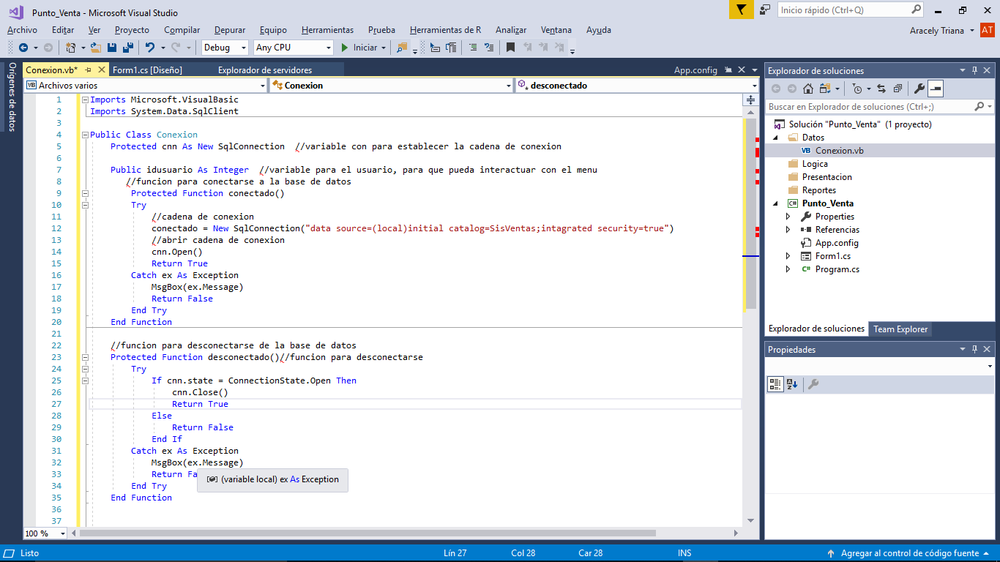 Punto_Venta - Microsoft Visual Studio
Inicio rápido (Ctrl+Q)
Archivo Editar Ver Proyecto Compilar Depurar Equipo Herramientas Prueba Herramientas de R Analizar Ventana Ayuda
Aracely Triana AT
Debug Any CPU Iniciar
Orígenes de datos
Conexion.vb* Form1.cs [Diseño] Explorador de servidores App.config
VB Archivos varios Conexion desconectado
1 Imports Microsoft.VisualBasic
2 Imports System.Data.SqlClient
3
4 Public Class Conexion
5 Protected cnn As New SqlConnection //variable con para establecer la cadena de conexion
6
7 Public idusuario As Integer //variable para el usuario, para que pueda interactuar con el menu
8 //funcion para conectarse a la base de datos
9 Protected Function conectado()
10 Try
11 //cadena de conexion
12 conectado = New SqlConnection("data source=(local)initial catalog=SisVentas;intagrated security=true")
13 //abrir cadena de conexion
14 cnn.Open()
15 Return True
16 Catch ex As Exception
17 MsgBox(ex.Message)
18 Return False
19 End Try
20 End Function
21
22 //funcion para desconectarse de la base de datos
23 Protected Function desconectado()//funcion para desconectarse
24 Try
25 If cnn.state = ConnectionState.Open Then
26 cnn.Close()
27 Return True
28 Else
29 Return False
30 End If
31 Catch ex As Exception
32 MsgBox(ex.Message)
33 Return Fa
(variable local) ex As Exception
34 End Try
35 End Function
36
37
100 %
Explorador de soluciones
Buscar en Explorador de soluciones (Ctrl+;)
Solución "Punto_Venta" (1 proyecto)
Datos
VB Conexion.vb
Logica
Presentacion
Reportes
C# Punto_Venta
Properties
Referencias
App.config
Form1.cs
C# Program.cs
Explorador de soluciones Team Explorer
Propiedades
Listo Lín 27 Col 28 Car 28 INS Agregar al control de código fuente